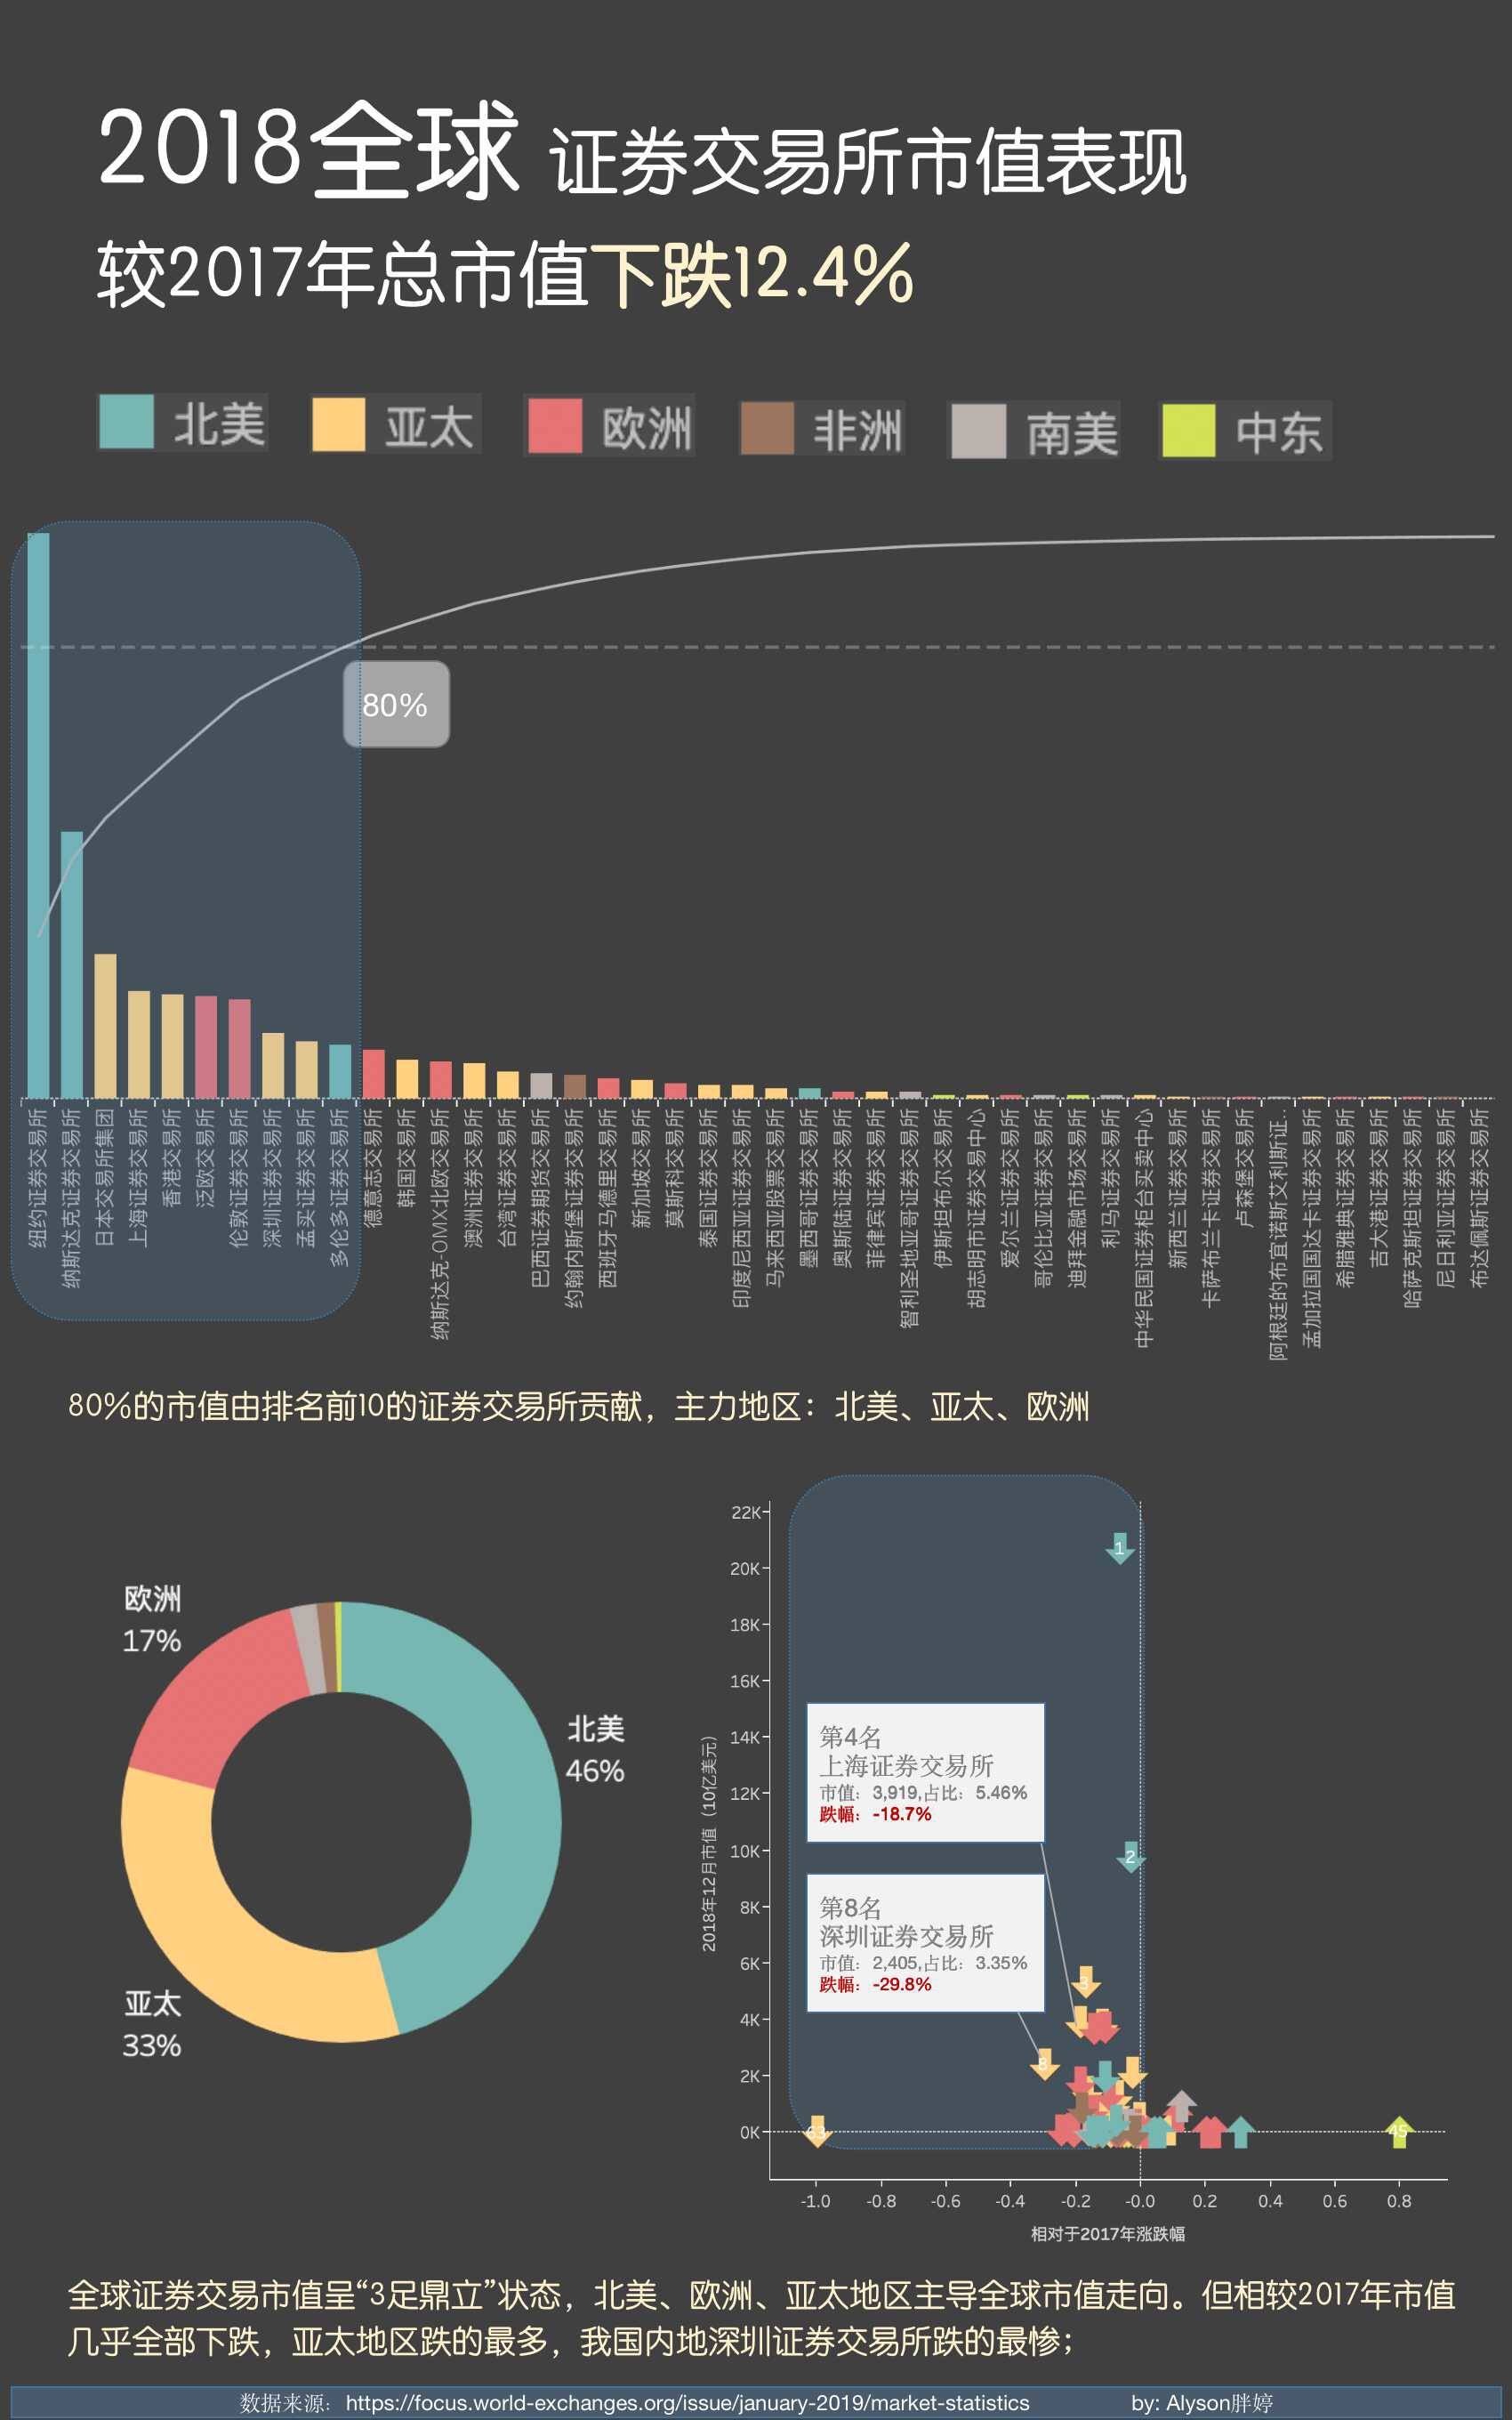 2018全球 证券交易所市值表现
较2017年总市值下跌12.4%
北美
亚太
欧洲
非洲
南美
中东
80%
纽约证券交易所
纳斯达克证券交易所
日本交易所集团
上海证券交易所
香港交易所
泛欧交易所
伦敦证券交易所
深圳证券交易所
孟买证券交易所
多伦多证券交易所
德意志交易所
韩国交易所
纳斯达克-OMX北欧交易所
澳洲证券交易所
台湾证券交易所
巴西证券期货交易所
约翰内斯堡证券交易所
西班牙马德里交易所
新加坡交易所
莫斯科交易所
泰国证券交易所
印度尼西亚证券交易所
马来西亚股票交易所
墨西哥证券交易所
奥斯陆证券交易所
菲律宾证券交易所
智利圣地亚哥证券交易所
伊斯坦布尔交易所
胡志明市证券交易中心
爱尔兰证券交易所
哥伦比亚证券交易所
迪拜金融市场交易所
利马证券交易所
中华民国证券柜台买卖中心
新西兰证券交易所
卡萨布兰卡证券交易所
卢森堡交易所
阿根廷的布宜诺斯艾利斯证..
孟加拉国国达卡证券交易所
希腊雅典证券交易所
吉大港证券交易所
哈萨克斯坦证券交易所
尼日利亚证券交易所
布达佩斯证券交易所
80%的市值由排名前10的证券交易所贡献，主力地区：北美、亚太、欧洲
欧洲
17%
北美
46%
亚太
33%
2018年12月市值（10亿美元）
22K
20K
18K
16K
14K
12K
10K
8K
6K
4K
2K
0K
1
2
3
8
63
45
第4名
上海证券交易所
市值：3,919,占比：5.46%
跌幅：-18.7%
第8名
深圳证券交易所
市值：2,405,占比：3.35%
跌幅：-29.8%
-1.0
-0.8
-0.6
-0.4
-0.2
-0.0
0.2
0.4
0.6
0.8
相对于2017年涨跌幅
全球证券交易市值呈“3足鼎立”状态，北美、欧洲、亚太地区主导全球市值走向。但相较2017年市值
几乎全部下跌，亚太地区跌的最多，我国内地深圳证券交易所跌的最惨；
数据来源：https://focus.world-exchanges.org/issue/january-2019/market-statistics by: Alyson胖婷